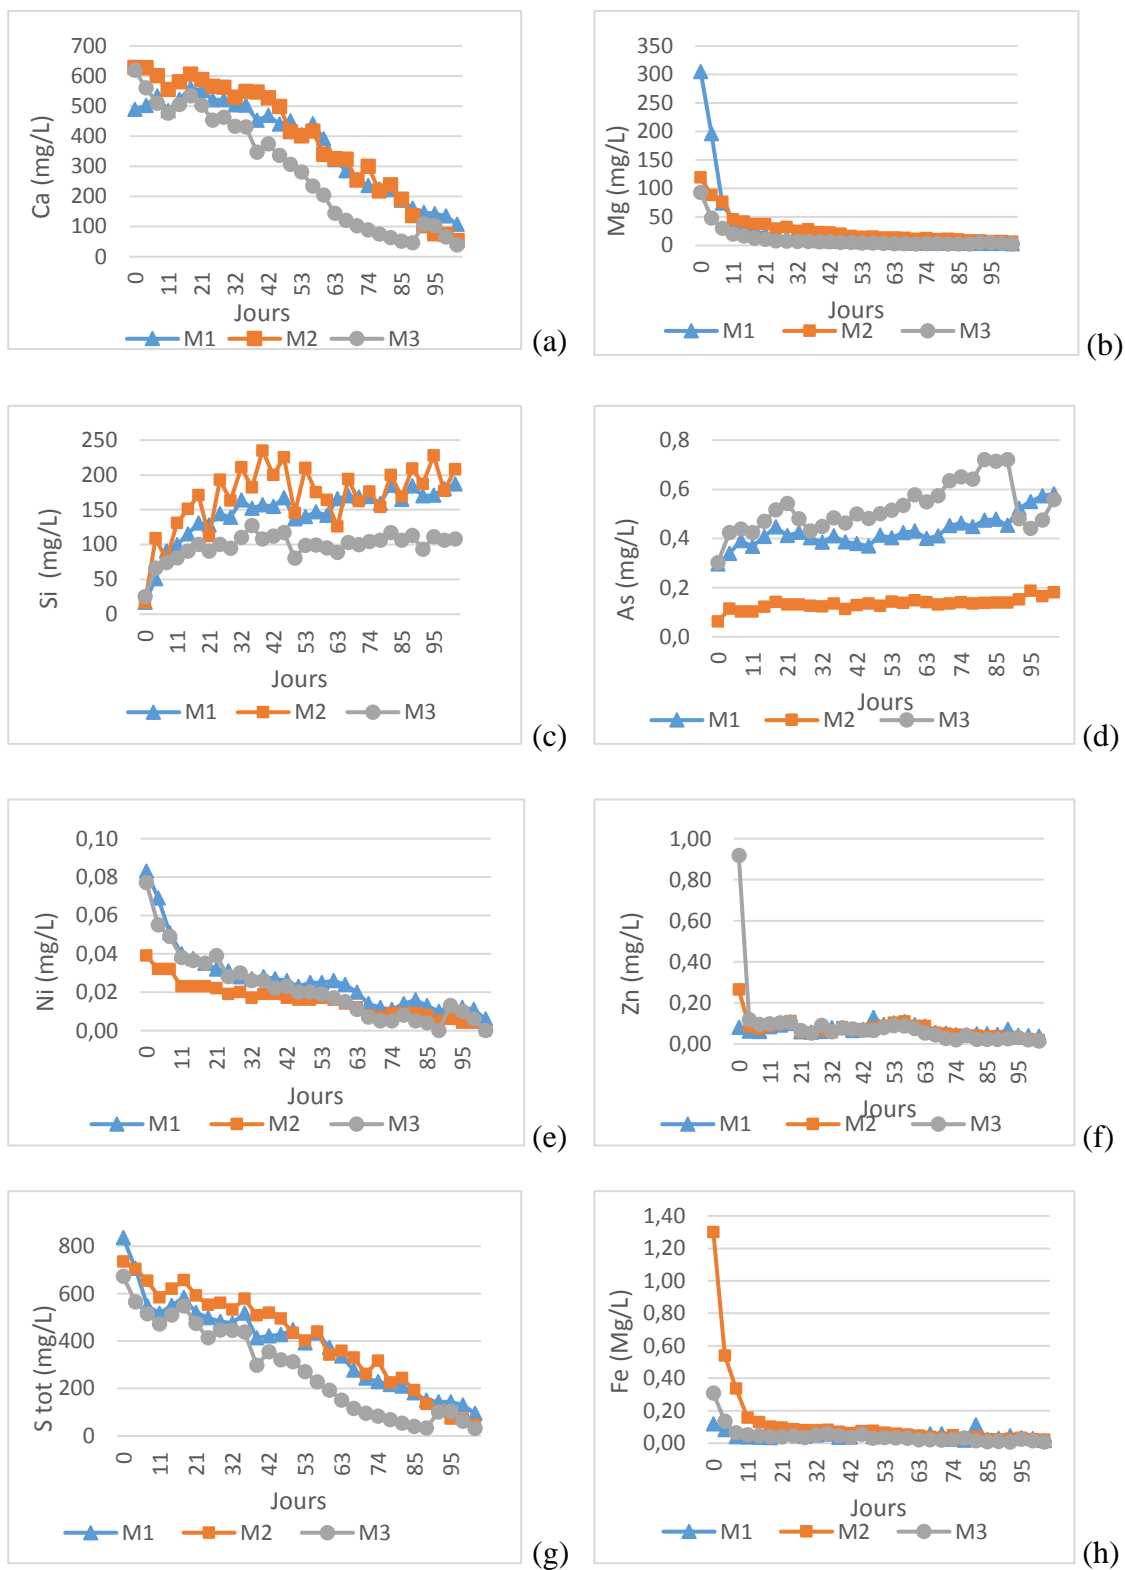 700
600
500
400
300
200
100
0
Ca (mg/L)
0 11 21 32 42 53 63 74 85 95
Jours
M1 M2 M3
(a)
350
300
250
200
150
100
50
0
Mg (mg/L)
0 11 21 32 42 53 63 74 85 95
Jours
M1 M2 M3
(b)
250
200
150
100
50
0
Si (mg/L)
0 11 21 32 42 53 63 74 85 95
Jours
M1 M2 M3
(c)
0,8
0,6
0,4
0,2
0,0
As (mg/L)
0 11 21 32 42 53 63 74 85 95
Jours
M1 M2 M3
(d)
0,10
0,08
0,06
0,04
0,02
0,00
Ni (mg/L)
0 11 21 32 42 53 63 74 85 95
Jours
M1 M2 M3
(e)
1,00
0,80
0,60
0,40
0,20
0,00
Zn (mg/L)
0 11 21 32 42 53 63 74 85 95
Jours
M1 M2 M3
(f)
800
600
400
200
0
S tot (mg/L)
0 11 21 32 42 53 63 74 85 95
Jours
M1 M2 M3
(g)
1,40
1,20
1,00
0,80
0,60
0,40
0,20
0,00
Fe (Mg/L)
0 11 21 32 42 53 63 74 85 95
Jours
M1 M2 M3
(h)